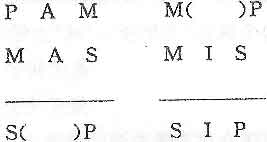 P A M    M(    )P
M A S    M I S
S(    )P    S I P